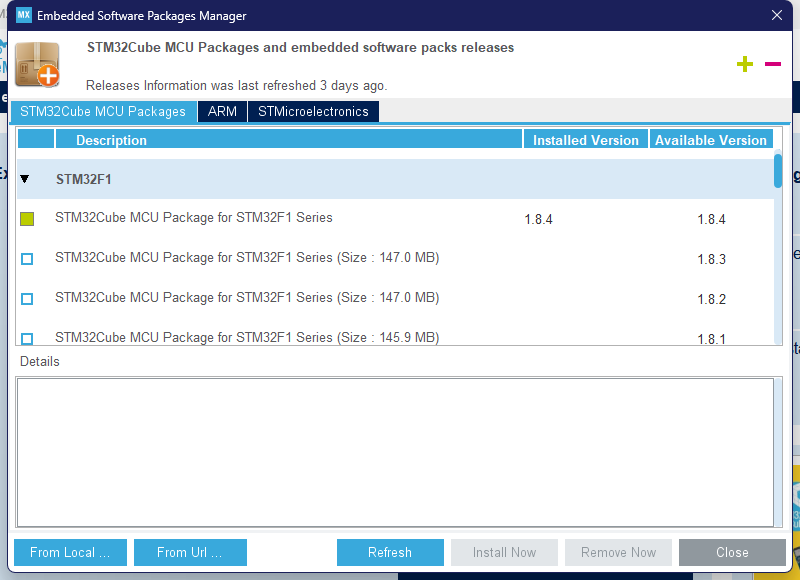 MX Embedded Software Packages Manager
STM32Cube MCU Packages and embedded software packs releases
Releases Information was last refreshed 3 days ago.
STM32Cube MCU Packages ARM STMicroelectronics
Description Installed Version Available Version
STM32F1
STM32Cube MCU Package for STM32F1 Series 1.8.4 1.8.4
STM32Cube MCU Package for STM32F1 Series (Size : 147.0 MB) 1.8.3
STM32Cube MCU Package for STM32F1 Series (Size : 147.0 MB) 1.8.2
STM32Cube MCU Package for STM32F1 Series (Size : 145.9 MB) 1.8.1
Details
From Local ... From Url ... Refresh Install Now Remove Now Close